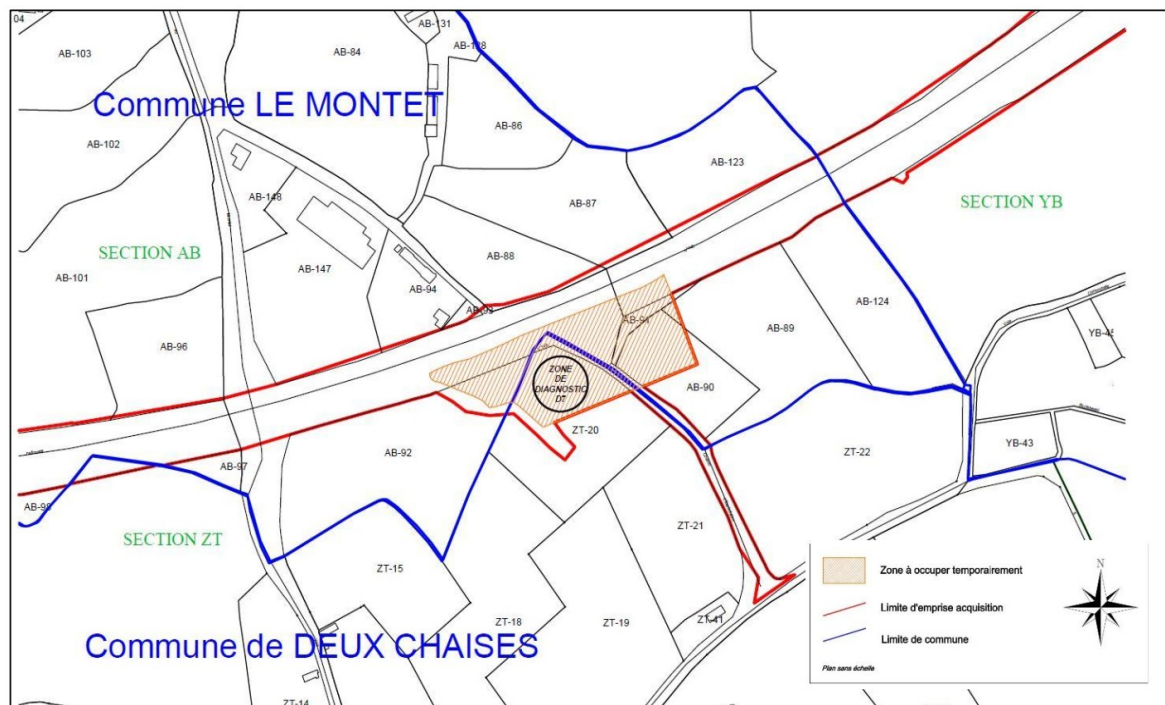 04
AB-131
AB-128
AB-103
AB-84
Commune LE MONTET
AB-86
AB-102
AB-123
AB-148
AB-87
SECTION YB
SECTION AB
AB-88
AB-101
AB-147
AB-94
AB-124
AB-93
AB-91
AB-89
AB-96
ZONE
DE
DIAGNOSTIC
D7
AB-90
ZT-20
AB-92
ZT-22
YB-43
AB-97
AB-98
SECTION ZT
ZT-21
ZT-15
Zone à occuper temporairement
N
Limite d'emprise acquisition
ZT-18
ZT-19
ZT-41
Limite de commune
Commune de DEUX CHAISES
Plan sans échelle
ZT-14